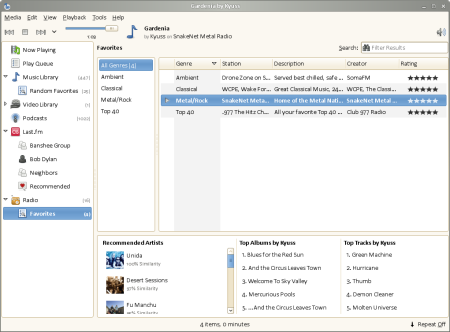 Gardenia by Kyuss
Media Edit View Playback Tools Help
1:09
Gardenia
by Kyuss on SnakeNet Metal Radio
Now Playing
Play Queue
Music Library
Random Favorites (25)
Video Library (1)
Podcasts
Last.fm (4)
Banshee Group
Bob Dylan
Neighbors
Recommended
Radio
Favorites (4)
Favorites
Search: Filter Results
All Genres (4)
Ambient
Classical
Metal/Rock
Top 40
Genre Station Description Creator Rating
Ambient Drone Zone on S... Served best chilled, safe ... SomaFM
Classical WCPE, Wake For... Great Classical Music, 24... WCPE, The Classi...
Metal/Rock SnakeNet Meta... Home of the Metal Nati... SnakeNet Metal ...
Top 40 .977 The Hitz Ch... All your favorite Top 40 ... Club 977 Radio
Recommended Artists
Unida
100% Similarity
Desert Sessions
97% Similarity
Fu Manchu
Top Albums by Kyuss
1. Blues for the Red Sun
2. And the Circus Leaves Town
3. Welcome To Sky Valley
4. Mercurious Pools
5. ...And the Circus Leaves Town
Top Tracks by Kyuss
1. Green Machine
2. Hurricane
3. Thumb
4. Demon Cleaner
5. Molten Universe
4 items, 0 minutes
Repeat Off